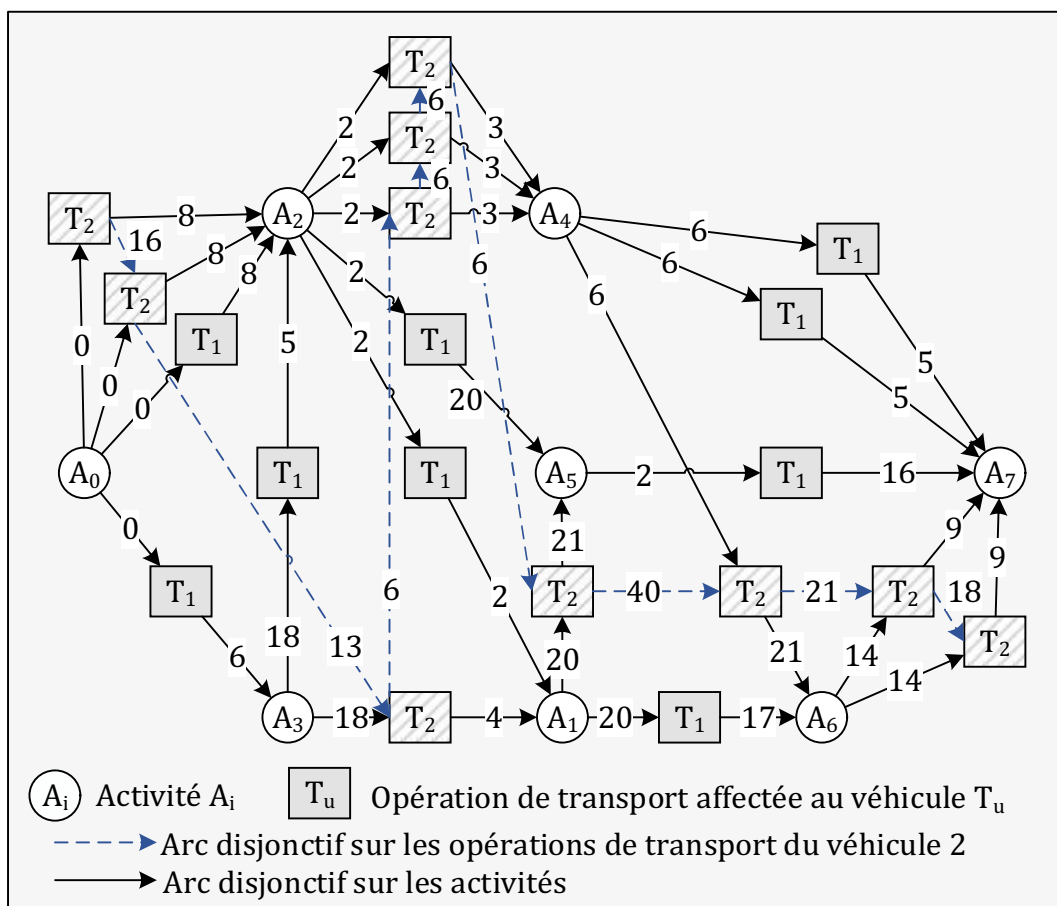 T₂
6
2 3
T₂
2 6 3
T₂ 8 A₂ 2 T₂ 3 A₄ 6 T₁
16 8 6 6
T₂ 8 2 6 T₁
0 T₁ 5 2 T₁ 5
0 20 5
0
A₀ T₁ T₁ A₅ 2 T₁ 16 A₇
0 21 9
T₁ 6 2 T₂ 40 T₂ 21 T₂ 18 9
6 18 13 20 21 14 T₂
14
A₃ 18 T₂ 4 A₁ 20 T₁ 17 A₆
Aᵢ Activité Aᵢ Tᵤ Opération de transport affectée au véhicule Tᵤ
Arc disjonctif sur les opérations de transport du véhicule 2
Arc disjonctif sur les activités